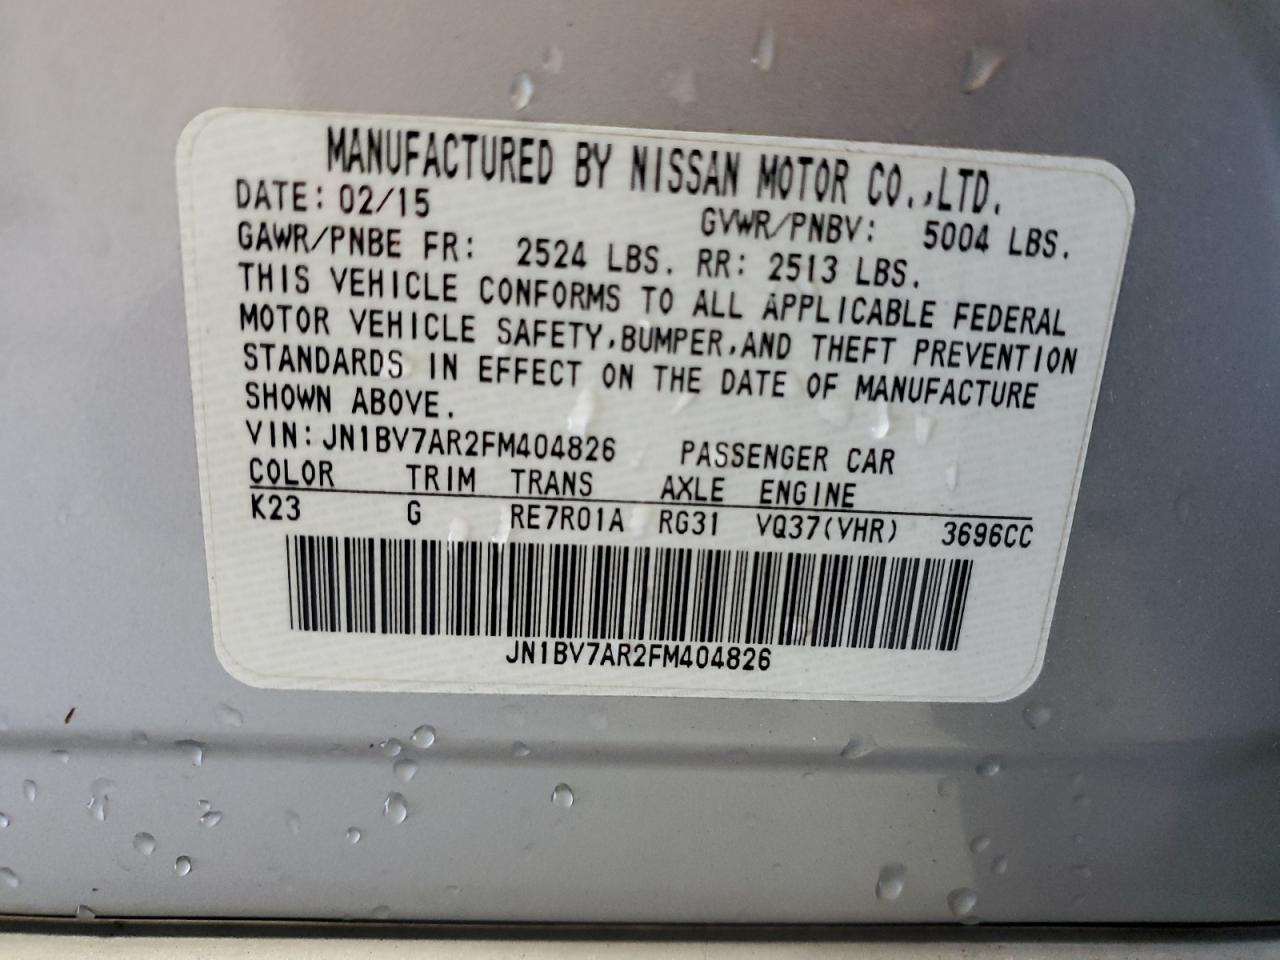 MANUFACTURED BY NISSAN MOTOR CO.,LTD.
DATE: 02/15 GVWR/PNBV: 5004 LBS.
GAWR/PNBE FR: 2524 LBS. RR: 2513 LBS.
THIS VEHICLE CONFORMS TO ALL APPLICABLE FEDERAL
MOTOR VEHICLE SAFETY,BUMPER,AND THEFT PREVENTION
STANDARDS IN EFFECT ON THE DATE OF MANUFACTURE
SHOWN ABOVE.
VIN: JN1BV7AR2FM404826 PASSENGER CAR
COLOR TRIM TRANS AXLE ENGINE
K23 G RE7R01A RG31 VQ37(VHR) 3696CC
JN1BV7AR2FM404826